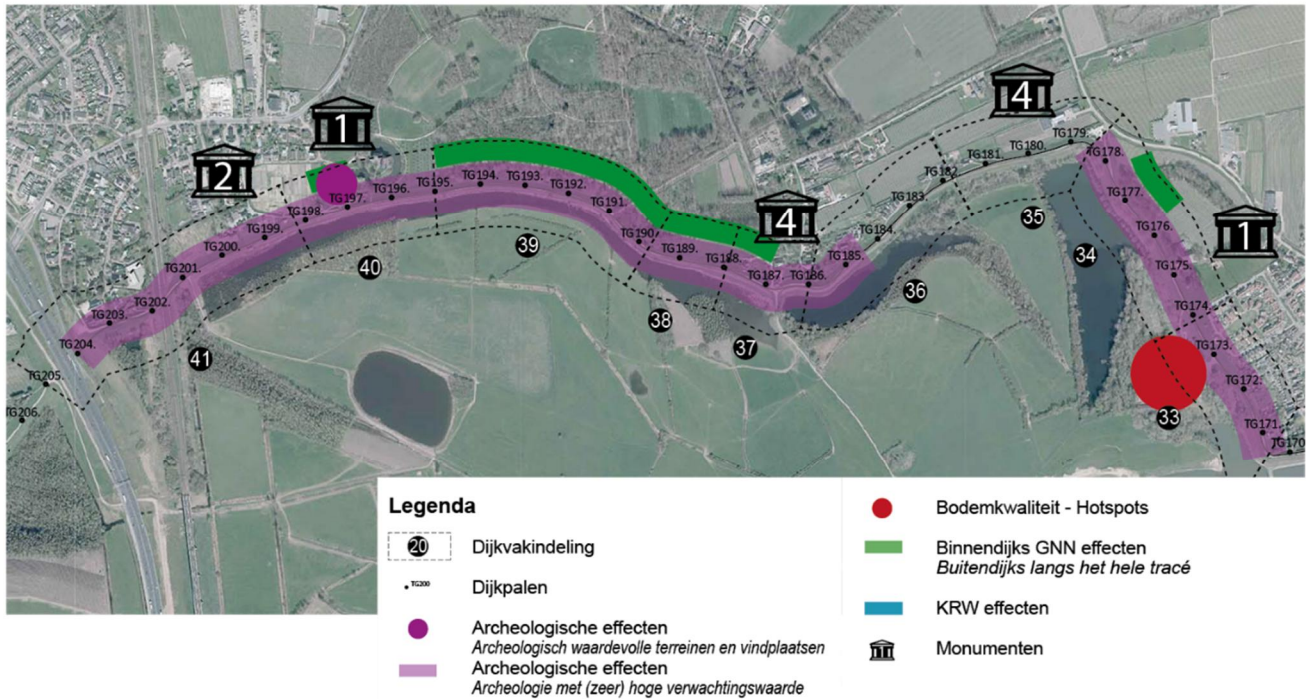 4
TG179.
1
TG180.
TG178.
TG181.
2
TG194.
TG193.
TG182.
TG195.
TG192.
TG177.
TG196.
TG197.
TG191.
TG183.
4
35
TG198.
TG176.
1
TG199.
TG190.
TG184.
34
TG200.
39
TG189.
TG185.
40
TG188.
TG175.
TG201.
TG187.
TG186.
36
TG202.
TG174.
TG203.
38
37
TG204.
41
TG173.
TG205.
TG172.
TG206.
33
TG171.
TG170
Legenda
20 Dijkvakindeling
TG200 Dijkpalen
Archeologische effecten
Archeologisch waardevolle terreinen en vindplaatsen
Archeologische effecten
Archeologie met (zeer) hoge verwachtingswaarde
Bodemkwaliteit - Hotspots
Binnendijks GNN effecten
Buitendijks langs het hele tracé
KRW effecten
Monumenten